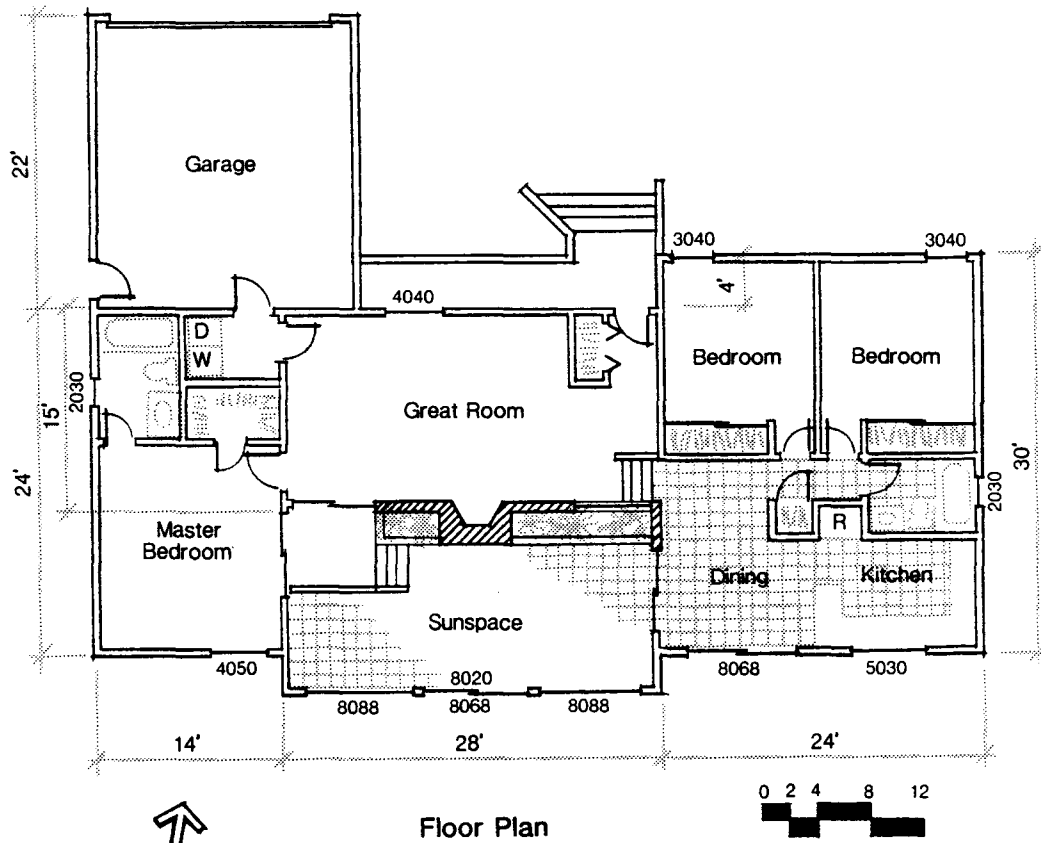 22'
Garage
3040
3040
4'
4040
D
W
Bedroom
Bedroom
2030
15'
Great Room
24'
30'
2030
R
Master
Bedroom
Dining
Kitchen
Sunspace
4050
8020
8068
5030
8088
8068
8088
14'
28'
24'
0 2 4 8 12
Floor Plan